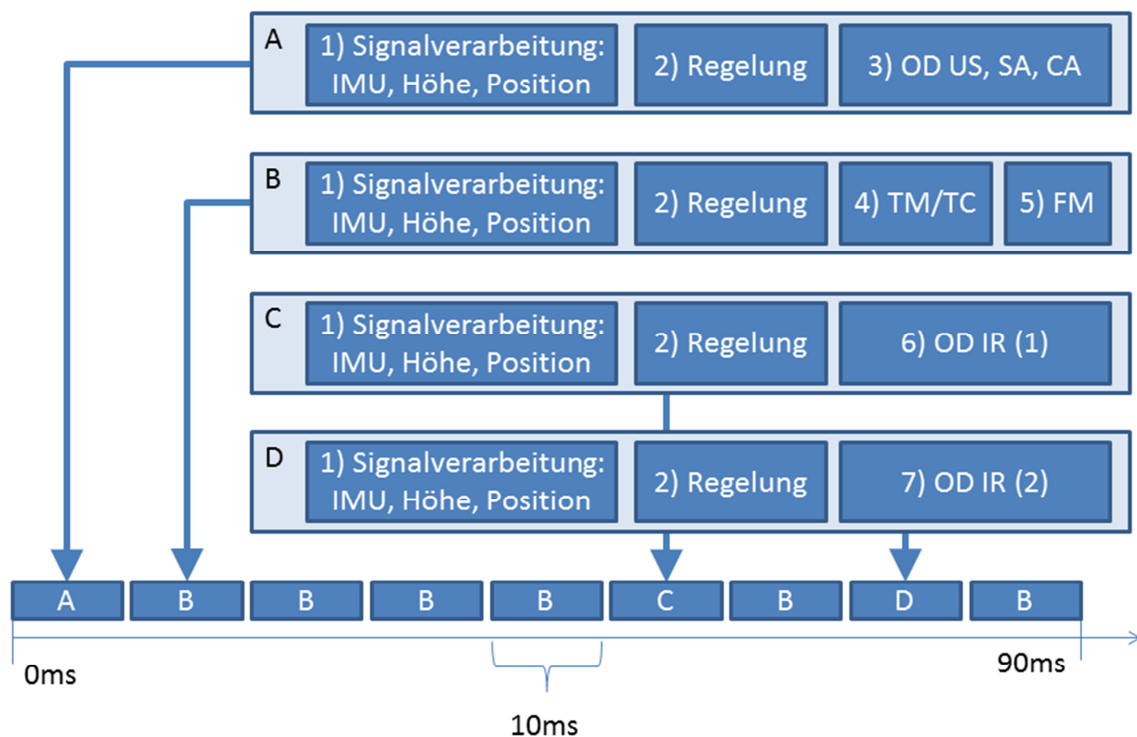 A
1) Signalverarbeitung:
IMU, Höhe, Position
2) Regelung
3) OD US, SA, CA
B
1) Signalverarbeitung:
IMU, Höhe, Position
2) Regelung
4) TM/TC
5) FM
C
1) Signalverarbeitung:
IMU, Höhe, Position
2) Regelung
6) OD IR (1)
D
1) Signalverarbeitung:
IMU, Höhe, Position
2) Regelung
7) OD IR (2)
A B B B B C B D B
0ms 90ms
10ms